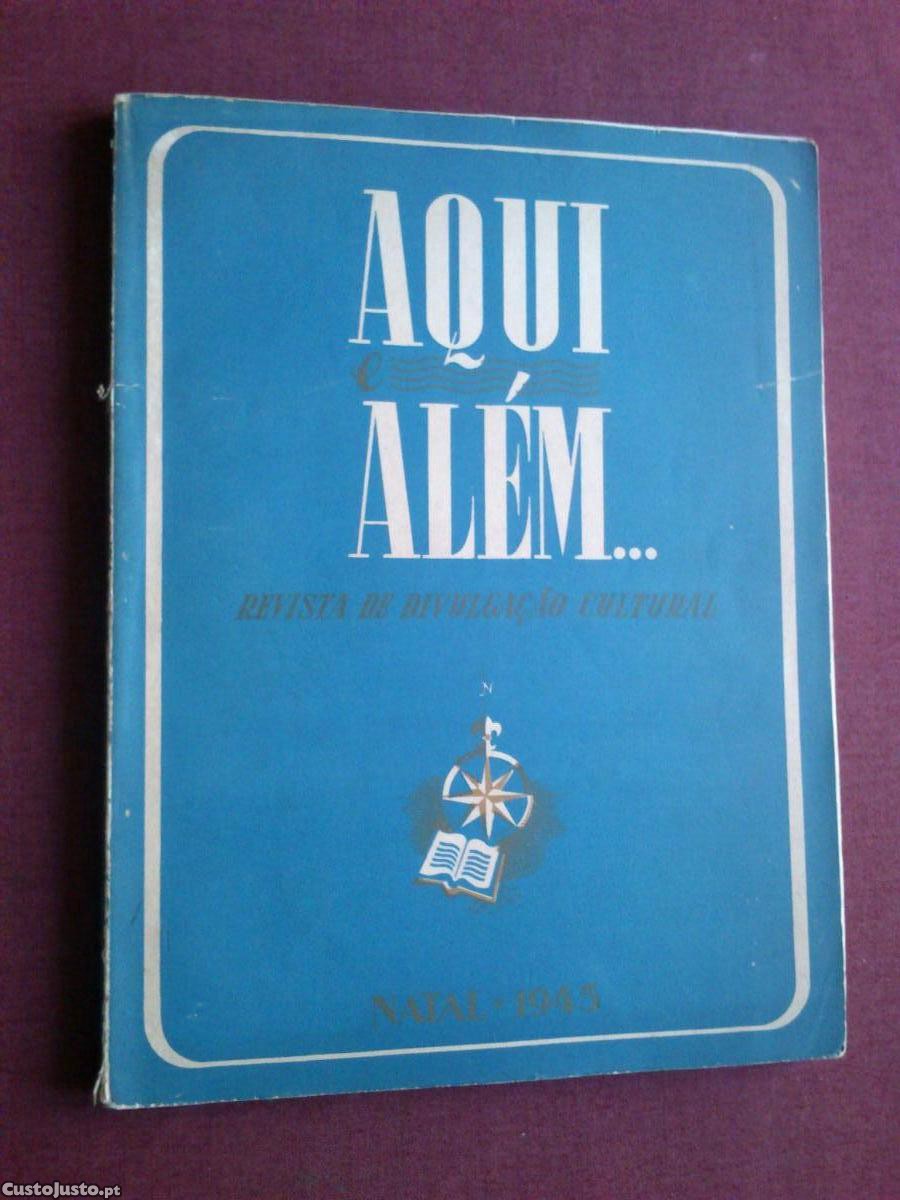 AQUI
e
ALÉM...
REVISTA DE DIVULGAÇÃO CULTURAL
N
NATAL • 1945
CustoJusto.pt